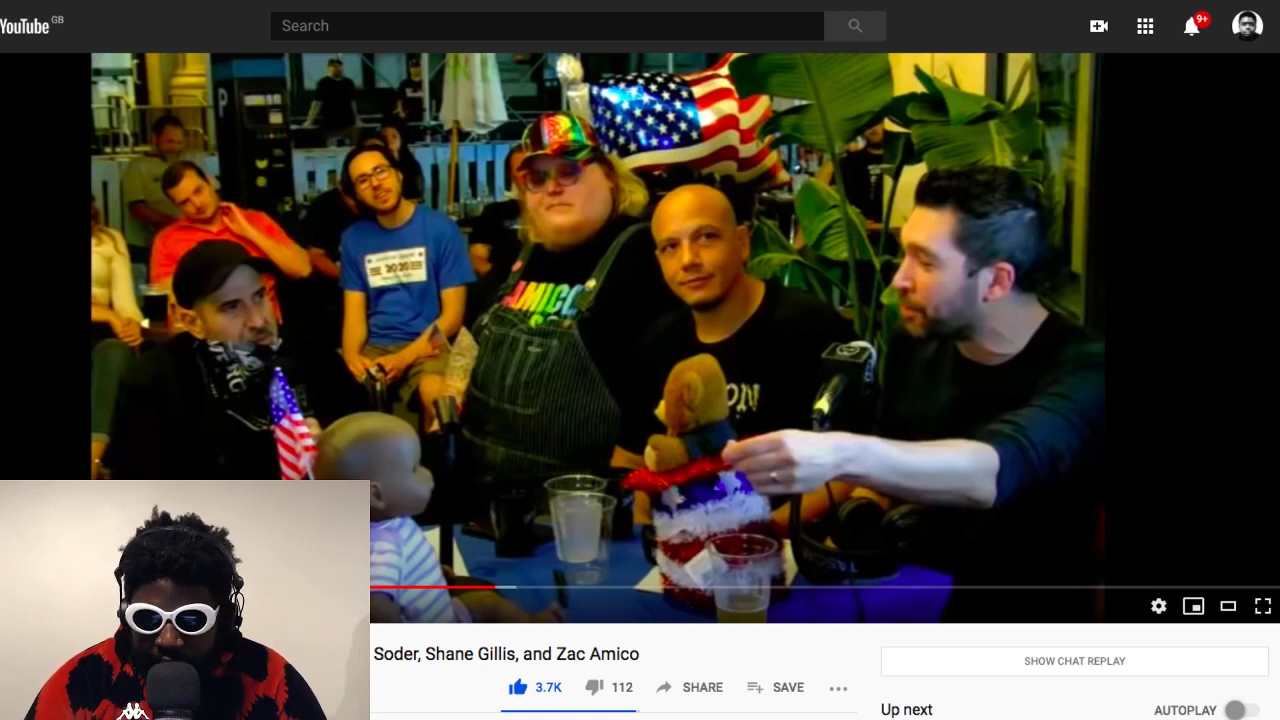 YouTube GB
Search
9+
P
2020
AMICO
Soder, Shane Gillis, and Zac Amico
3.7K 112 SHARE SAVE
SHOW CHAT REPLAY
Up next AUTOPLAY